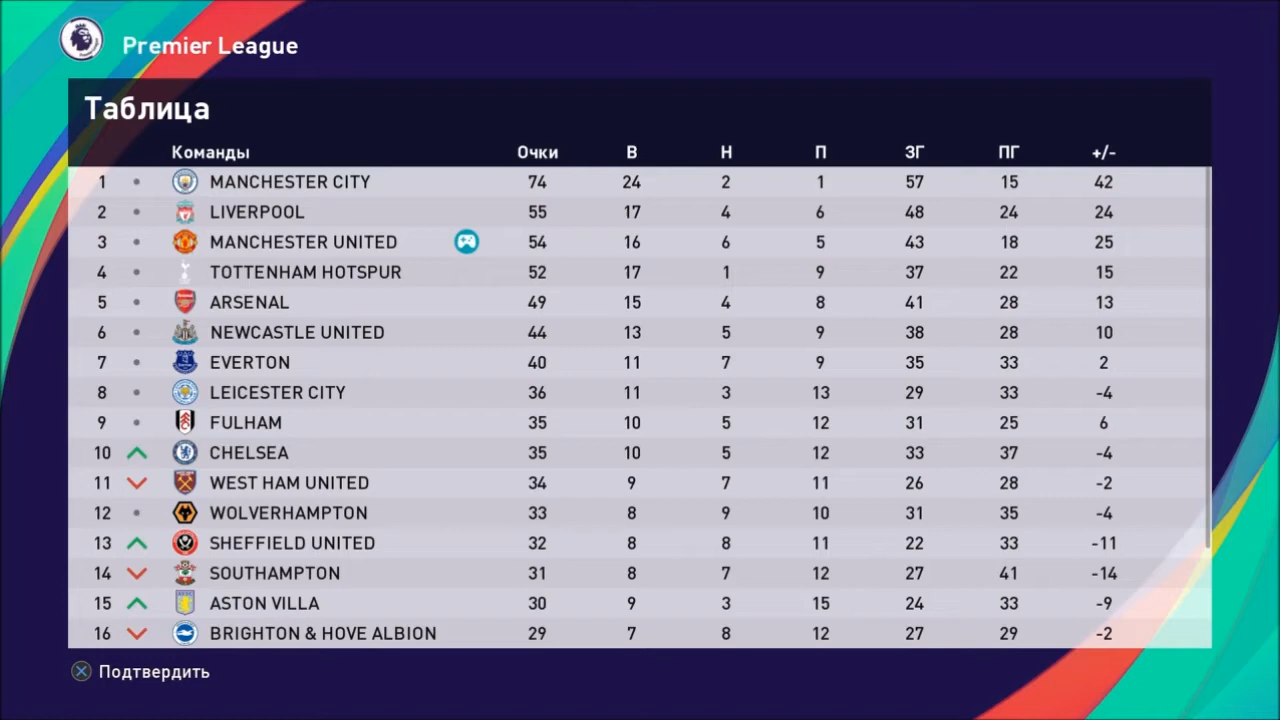 Premier League
Таблица
Команды Очки В Н П ЗГ ПГ +/-
1 MANCHESTER CITY 74 24 2 1 57 15 42
2 LIVERPOOL 55 17 4 6 48 24 24
3 MANCHESTER UNITED 54 16 6 5 43 18 25
4 TOTTENHAM HOTSPUR 52 17 1 9 37 22 15
5 ARSENAL 49 15 4 8 41 28 13
6 NEWCASTLE UNITED 44 13 5 9 38 28 10
7 EVERTON 40 11 7 9 35 33 2
8 LEICESTER CITY 36 11 3 13 29 33 -4
9 FULHAM 35 10 5 12 31 25 6
10 CHELSEA 35 10 5 12 33 37 -4
11 WEST HAM UNITED 34 9 7 11 26 28 -2
12 WOLVERHAMPTON 33 8 9 10 31 35 -4
13 SHEFFIELD UNITED 32 8 8 11 22 33 -11
14 SOUTHAMPTON 31 8 7 12 27 41 -14
15 ASTON VILLA 30 9 3 15 24 33 -9
16 BRIGHTON & HOVE ALBION 29 7 8 12 27 29 -2
Подтвердить